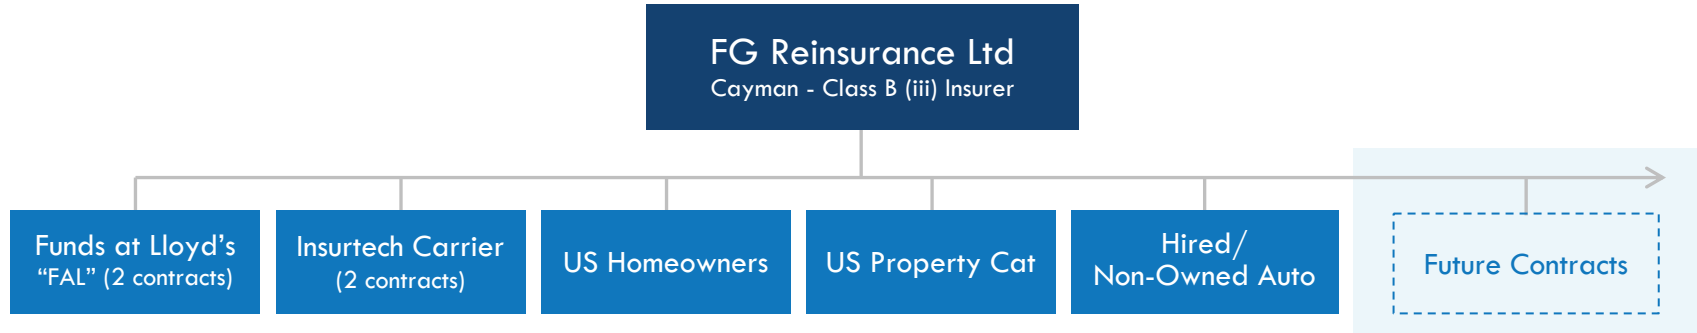 FG Reinsurance Ltd
Cayman - Class B (iii) Insurer
Funds at Lloyd’s
“FAL” (2 contracts)
Insurtech Carrier
(2 contracts)
US Homeowners
US Property Cat
Hired/
Non-Owned Auto
Future Contracts